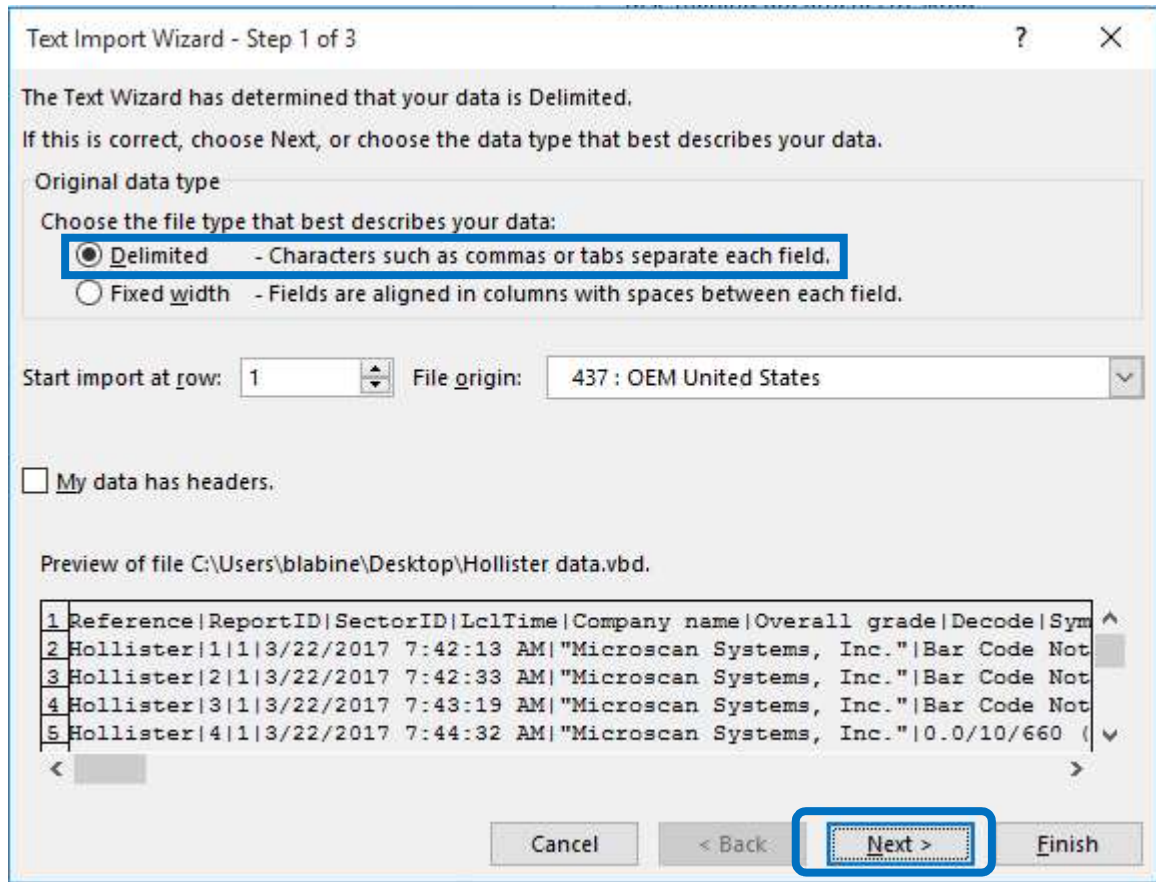 Text Import Wizard - Step 1 of 3 ?
The Text Wizard has determined that your data is Delimited.
If this is correct, choose Next, or choose the data type that best describes your data.
Original data type
Choose the file type that best describes your data:
Delimited - Characters such as commas or tabs separate each field.
Fixed width - Fields are aligned in columns with spaces between each field.
Start import at row: 1 File origin: 437 : OEM United States
My data has headers.
Preview of file C:\Users\blabine\Desktop\Hollister data.vbd.
1 Reference|ReportID|SectorID|LclTime|Company name|Overall grade|Decode|Sym
2 Hollister|1|1|3/22/2017 7:42:13 AM|"Microscan Systems, Inc."|Bar Code Not
3 Hollister|2|1|3/22/2017 7:42:33 AM|"Microscan Systems, Inc."|Bar Code Not
4 Hollister|3|1|3/22/2017 7:43:19 AM|"Microscan Systems, Inc."|Bar Code Not
5 Hollister|4|1|3/22/2017 7:44:32 AM|"Microscan Systems, Inc."|0.0/10/660 (
Cancel < Back Next > Finish